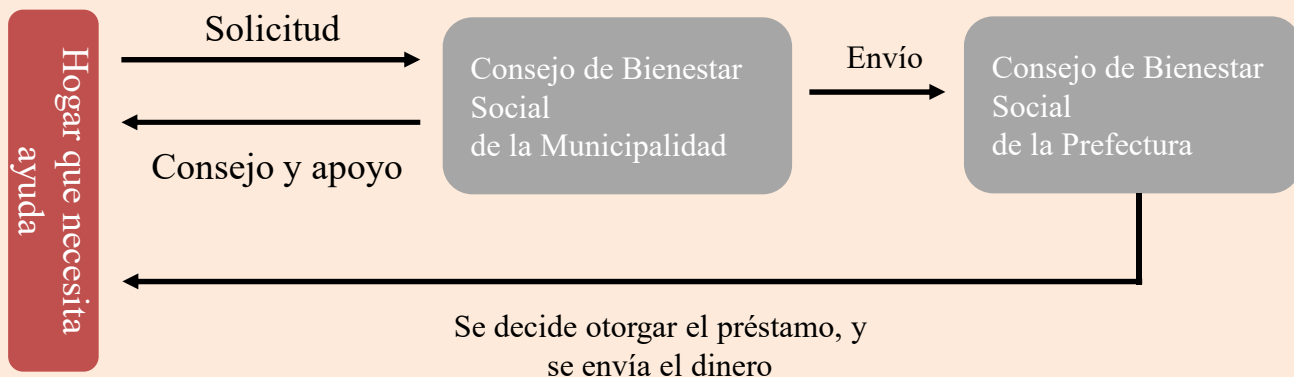 Hogar que necesita
ayuda
Solicitud
Consejo y apoyo
Consejo de Bienestar
Social
de la Municipalidad
Envío
Consejo de Bienestar
Social
de la Prefectura
Se decide otorgar el préstamo, y
se envía el dinero